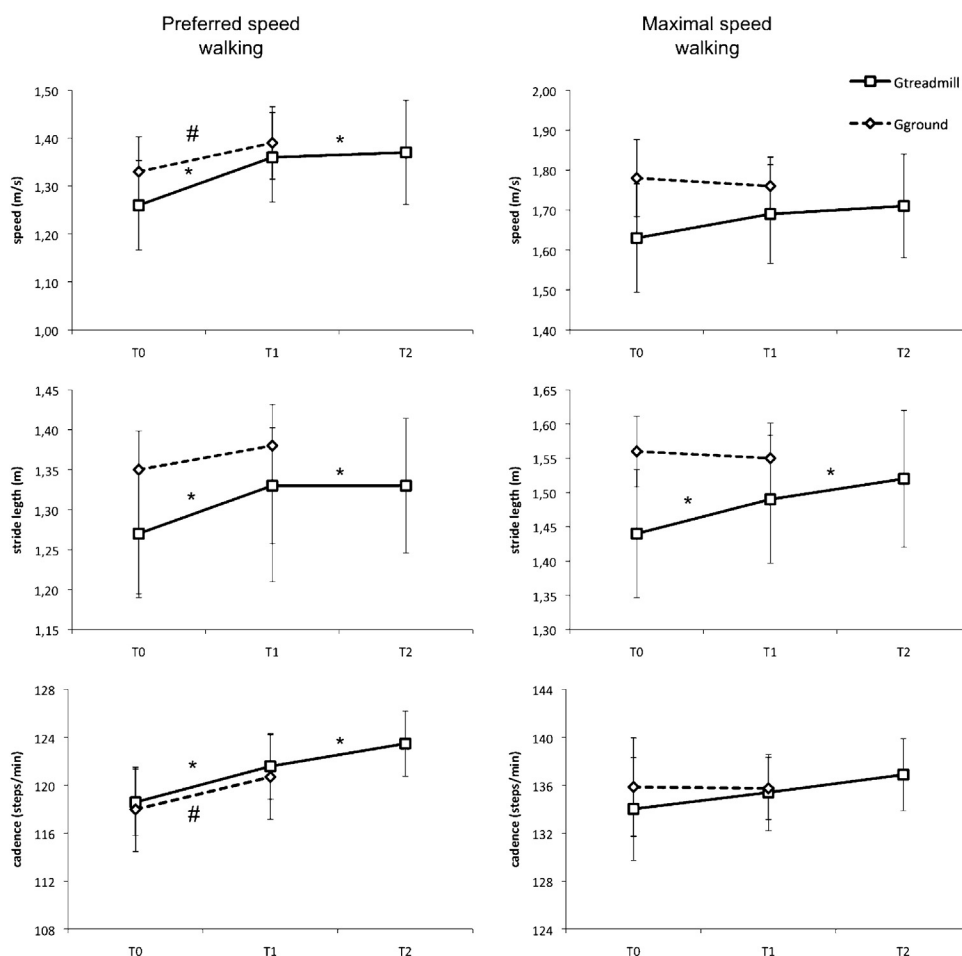 Preferred speed
walking
Maximal speed
walking
Gtreadmill
Gground
speed (m/s)
1,50
1,40
1,30
1,20
1,10
1,00
#
*
*
T0
T1
T2
speed (m/s)
2,00
1,90
1,80
1,70
1,60
1,50
1,40
T0
T1
T2
stride legth (m)
1,45
1,40
1,35
1,30
1,25
1,20
1,15
*
*
T0
T1
T2
stride legth (m)
1,65
1,60
1,55
1,50
1,45
1,40
1,35
1,30
*
*
T0
T1
T2
cadence (steps/min)
128
124
120
116
112
108
*
*
#
T0
T1
T2
cadence (steps/min)
144
140
136
132
128
124
T0
T1
T2